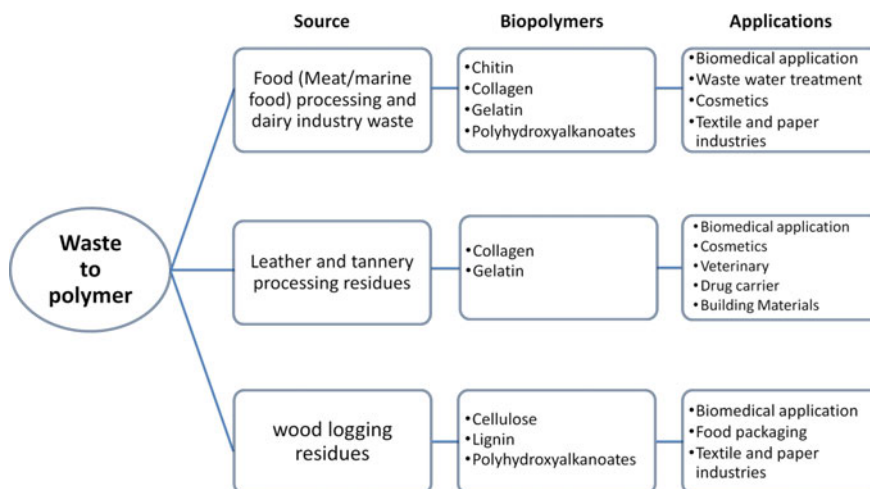 Source
Biopolymers
Applications
Waste
to
polymer
Food (Meat/marine
food) processing and
dairy industry waste
•Chitin
•Collagen
•Gelatin
•Polyhydroxyalkanoates
•Biomedical application
•Waste water treatment
•Cosmetics
•Textile and paper
industries
Leather and tannery
processing residues
•Collagen
•Gelatin
•Biomedical application
•Cosmetics
•Veterinary
•Drug carrier
•Building Materials
wood logging
residues
•Cellulose
•Lignin
•Polyhydroxyalkanoates
•Biomedical application
•Food packaging
•Textile and paper
industries